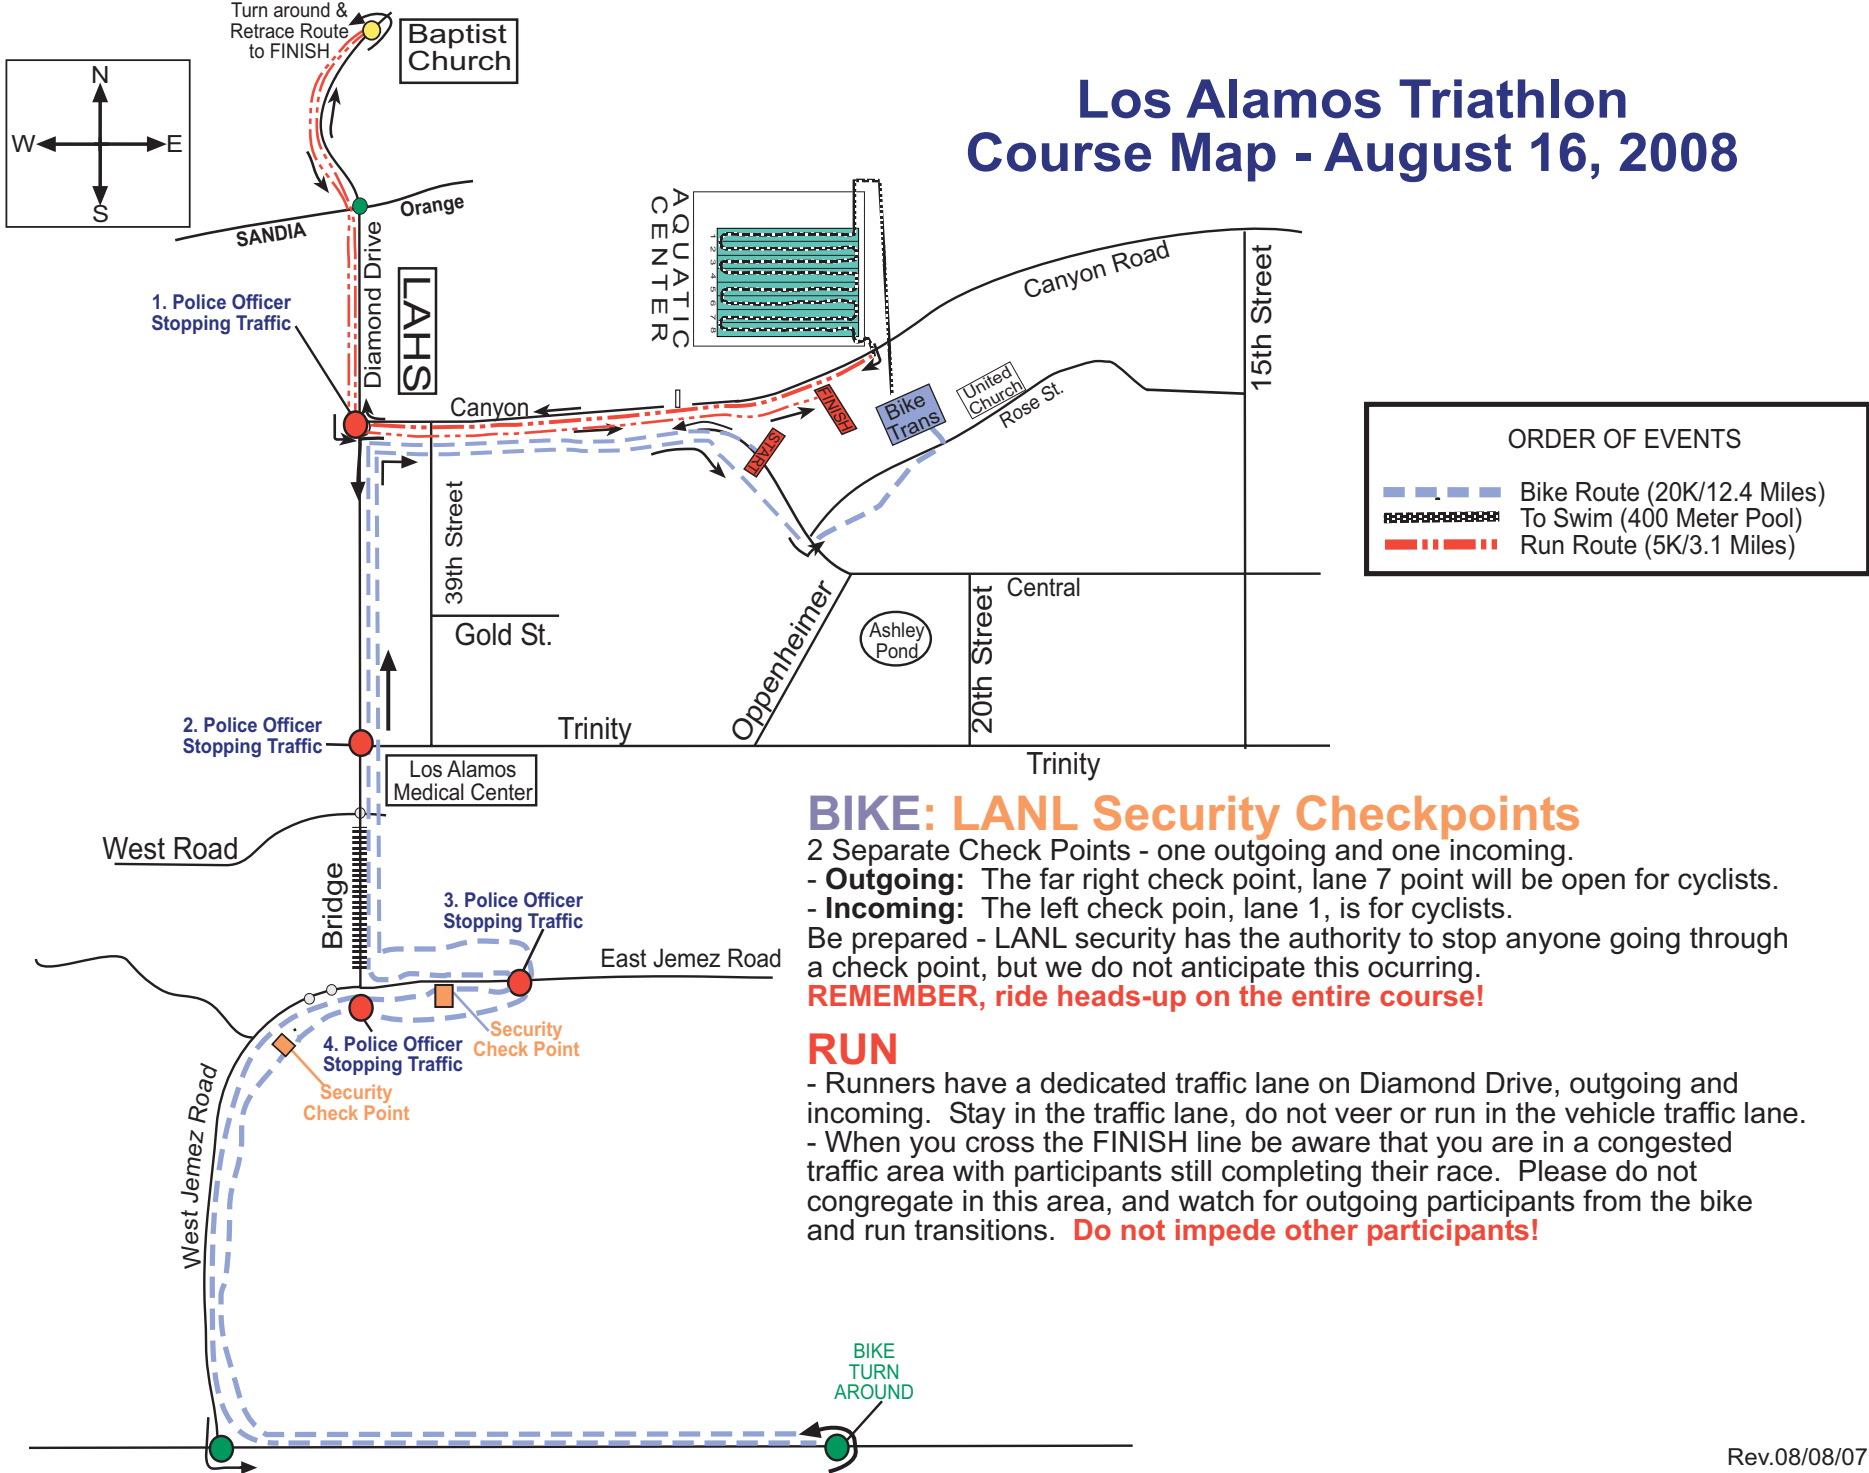 Turn around &
Retrace Route
to FINISH
Baptist
Church
N
W
E
S
Los Alamos Triathlon
Course Map - August 16, 2008
SANDIA
Orange
Diamond Drive
LAHS
AQUATIC
CENTER
1
2
3
4
5
6
7
8
Canyon Road
15th Street
1. Police Officer
Stopping Traffic
Canyon
FINISH
START
Bike
Trans
United
Church
Rose St.
ORDER OF EVENTS
Bike Route (20K/12.4 Miles)
To Swim (400 Meter Pool)
Run Route (5K/3.1 Miles)
39th Street
Gold St.
Oppenheimer
Ashley
Pond
20th Street
Central
2. Police Officer
Stopping Traffic
Trinity
Trinity
Los Alamos
Medical Center
West Road
Bridge
3. Police Officer
Stopping Traffic
East Jemez Road
4. Police Officer
Stopping Traffic
Security
Check Point
Security
Check Point
West Jemez Road
BIKE: LANL Security Checkpoints
2 Separate Check Points - one outgoing and one incoming.
- Outgoing: The far right check point, lane 7 point will be open for cyclists.
- Incoming: The left check poin, lane 1, is for cyclists.
Be prepared - LANL security has the authority to stop anyone going through
a check point, but we do not anticipate this ocurring.
REMEMBER, ride heads-up on the entire course!
RUN
- Runners have a dedicated traffic lane on Diamond Drive, outgoing and
incoming. Stay in the traffic lane, do not veer or run in the vehicle traffic lane.
- When you cross the FINISH line be aware that you are in a congested
traffic area with participants still completing their race. Please do not
congregate in this area, and watch for outgoing participants from the bike
and run transitions. Do not impede other participants!
BIKE
TURN
AROUND
Rev.08/08/07